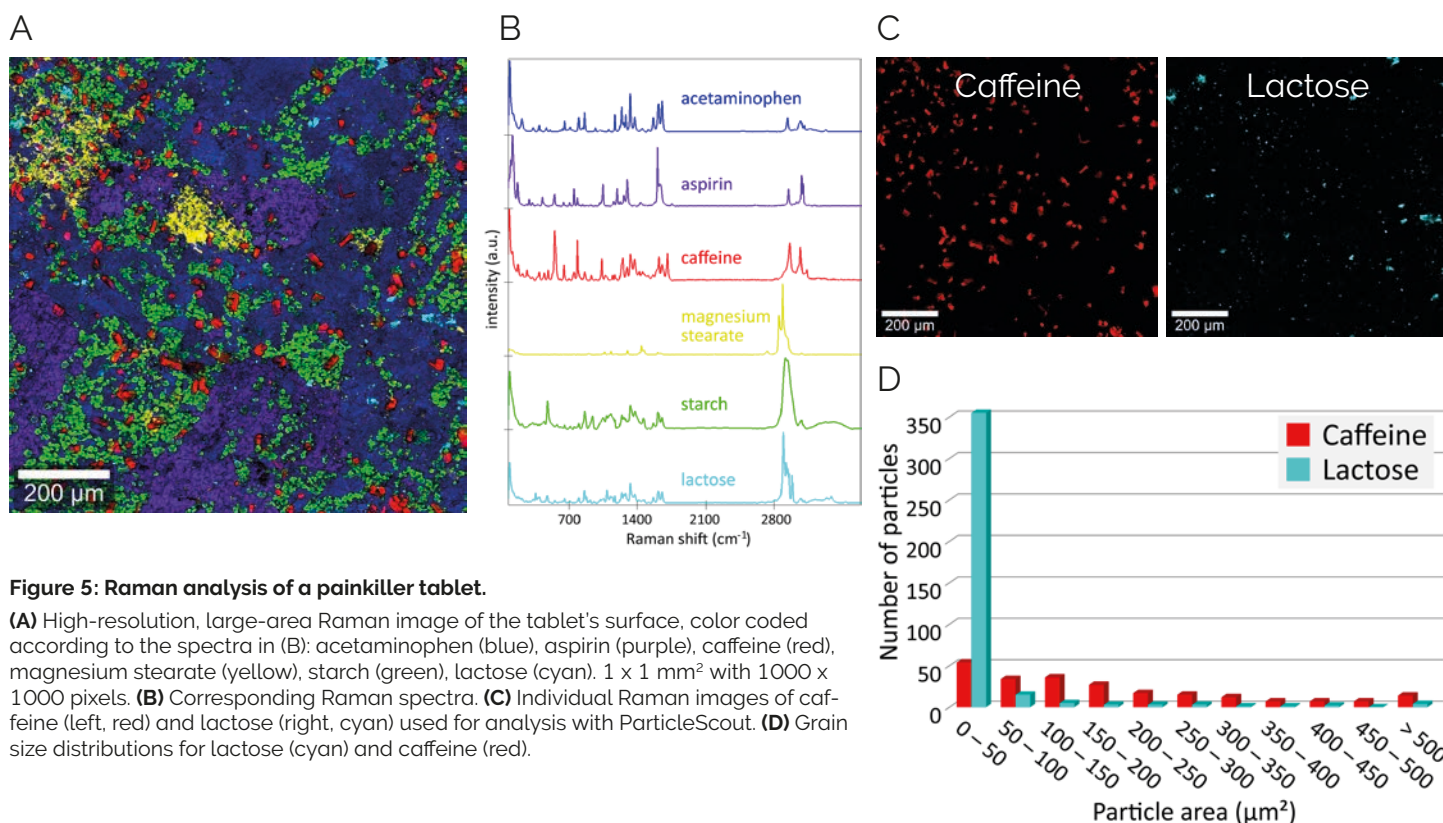 A
200 µm
B
intensity (a.u.)
acetaminophen
aspirin
caffeine
magnesium
stearate
starch
lactose
700 1400 2100 2800
Raman shift (cm⁻¹)
C
Caffeine
200 µm
Lactose
200 µm
D
Number of particles
350
300
250
200
150
100
50
0
Caffeine
Lactose
0 – 50
50 – 100
100 – 150
150 – 200
200 – 250
250 – 300
300 – 350
350 – 400
400 – 450
450 – 500
> 500
Particle area (µm²)
Figure 5: Raman analysis of a painkiller tablet.
(A) High-resolution, large-area Raman image of the tablet's surface, color coded
according to the spectra in (B): acetaminophen (blue), aspirin (purple), caffeine (red),
magnesium stearate (yellow), starch (green), lactose (cyan). 1 x 1 mm² with 1000 x
1000 pixels. (B) Corresponding Raman spectra. (C) Individual Raman images of caf-
feine (left, red) and lactose (right, cyan) used for analysis with ParticleScout. (D) Grain
size distributions for lactose (cyan) and caffeine (red).